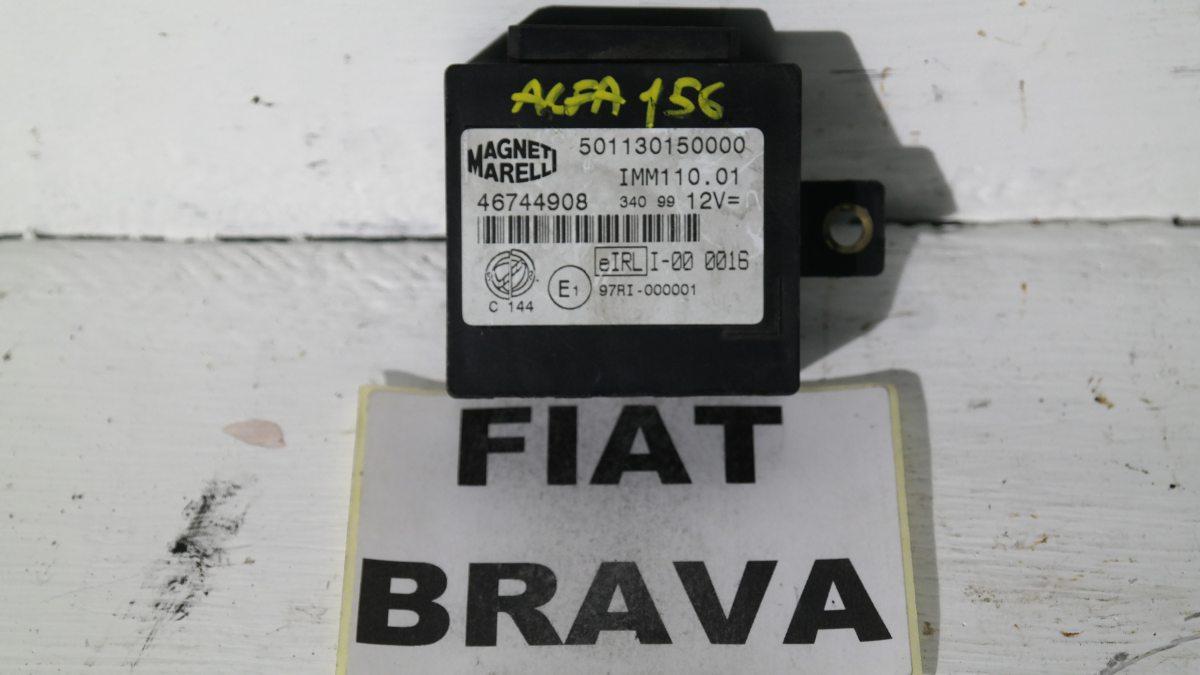 ALFA 156
MAGNETI MARELLI
501130150000
IMM110.01
46744908 340 99 12V=
eIRL I-00 0016
E1 97RI-000001
C 144
FIAT
BRAVA